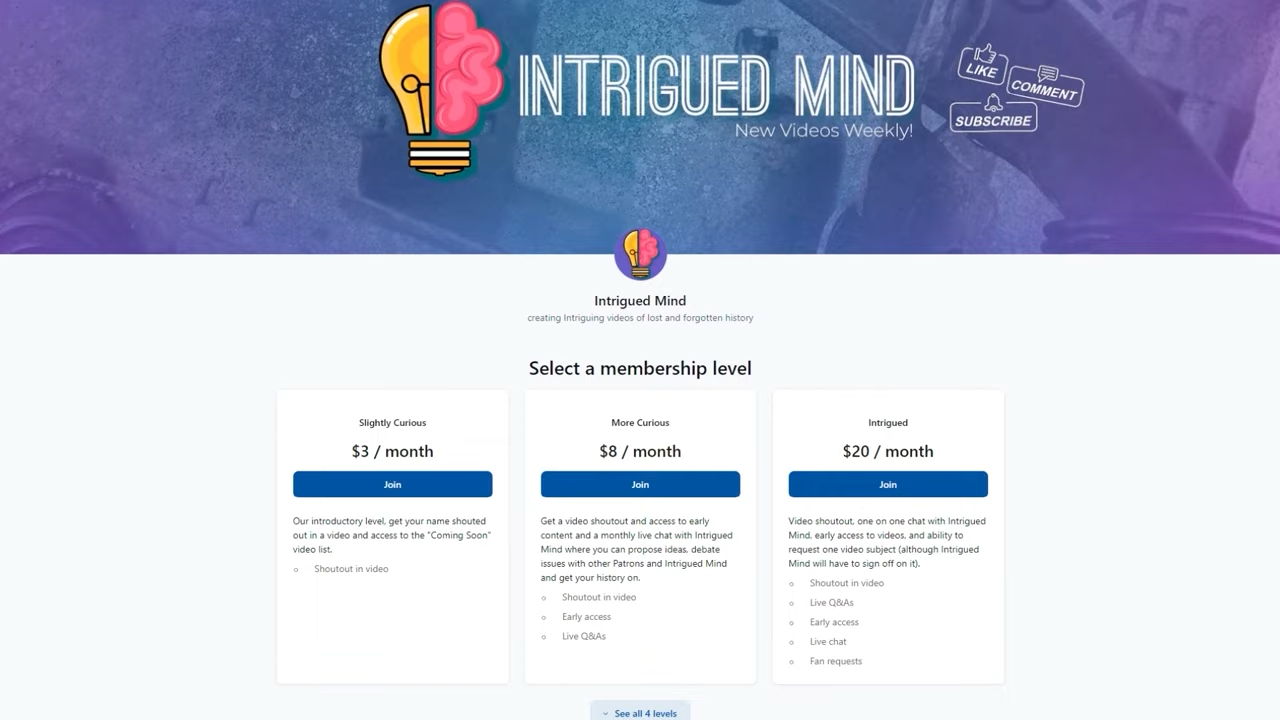 INTRIGUED MIND
New Videos Weekly!
LIKE
COMMENT
SUBSCRIBE
Intrigued Mind
creating Intriguing videos of lost and forgotten history
Select a membership level
Slightly Curious
$3 / month
Join
Our introductory level, get your name shouted
out in a video and access to the "Coming Soon"
video list.
Shoutout in video
More Curious
$8 / month
Join
Get a video shoutout and access to early
content and a monthly live chat with Intrigued
Mind where you can propose ideas, debate
issues with other Patrons and Intrigued Mind
and get your history on.
Shoutout in video
Early access
Live Q&As
Intrigued
$20 / month
Join
Video shoutout, one on one chat with Intrigued
Mind, early access to videos, and ability to
request one video subject (although Intrigued
Mind will have to sign off on it).
Shoutout in video
Live Q&As
Early access
Live chat
Fan requests
See all 4 levels